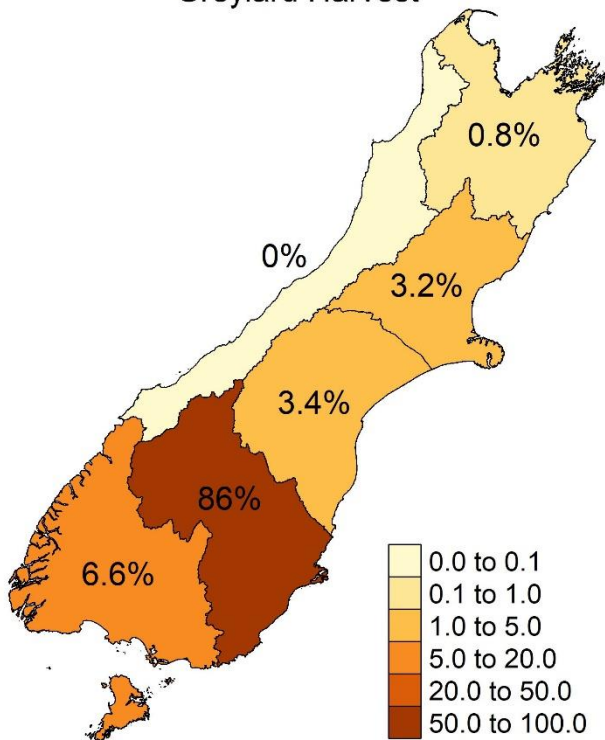 Greylard Harvest
0.8%
0%
3.2%
3.4%
86%
6.6%
0.0 to 0.1
0.1 to 1.0
1.0 to 5.0
5.0 to 20.0
20.0 to 50.0
50.0 to 100.0